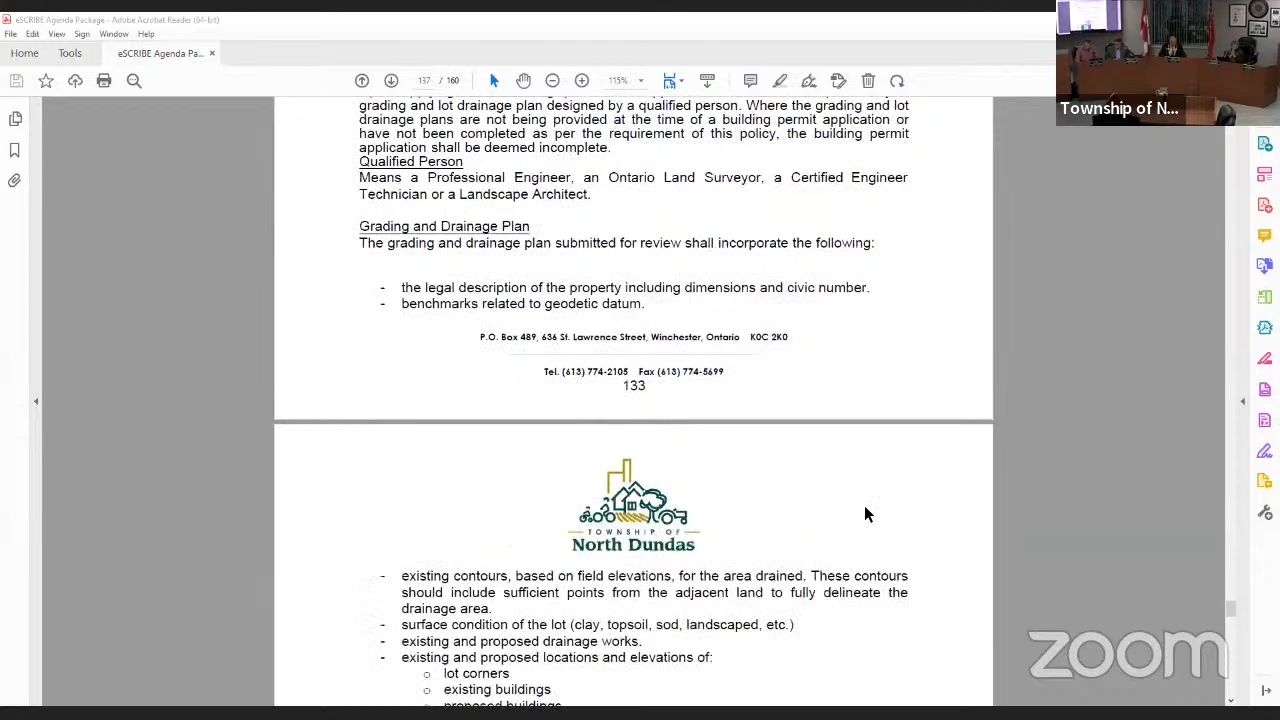 eSCRIBE Agenda Package - Adobe Acrobat Reader (64-bit)
File Edit View Sign Window Help
Home Tools eSCRIBE Agenda Pa... ×
137 / 160 115%
Township of N...
grading and lot drainage plan designed by a qualified person. Where the grading and lot
drainage plans are not being provided at the time of a building permit application or
have not been completed as per the requirement of this policy, the building permit
application shall be deemed incomplete.
Qualified Person
Means a Professional Engineer, an Ontario Land Surveyor, a Certified Engineer
Technician or a Landscape Architect.
Grading and Drainage Plan
The grading and drainage plan submitted for review shall incorporate the following:
- the legal description of the property including dimensions and civic number.
- benchmarks related to geodetic datum.
P.O. Box 489, 636 St. Lawrence Street, Winchester, Ontario K0C 2K0
Tel. (613) 774-2105 Fax (613) 774-5699
133
TOWNSHIP OF
North Dundas
- existing contours, based on field elevations, for the area drained. These contours
should include sufficient points from the adjacent land to fully delineate the
drainage area.
- surface condition of the lot (clay, topsoil, sod, landscaped, etc.)
- existing and proposed drainage works.
- existing and proposed locations and elevations of:
o lot corners
o existing buildings
o proposed buildings
zoom